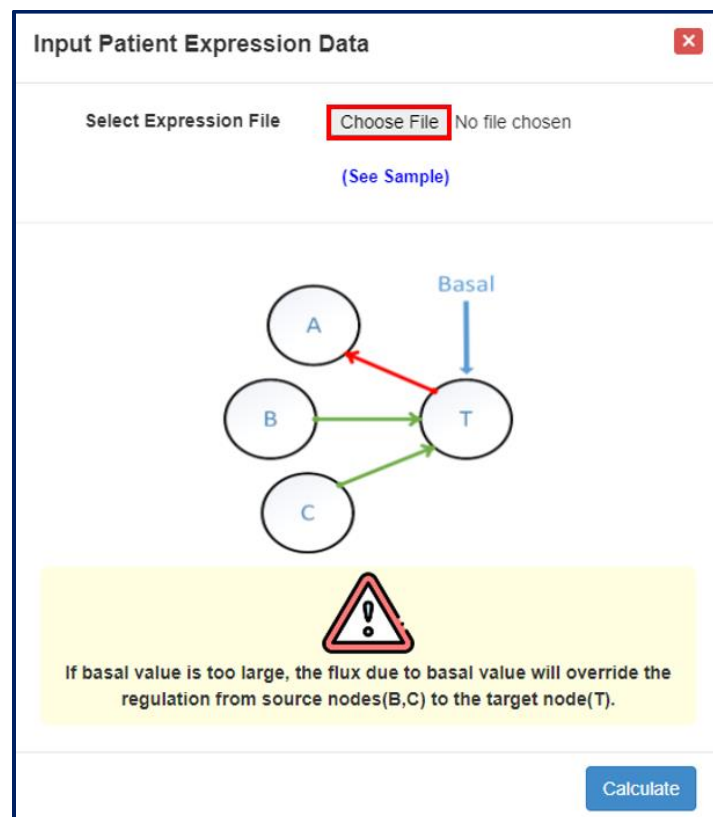 Input Patient Expression Data
Select Expression File
Choose File No file chosen
(See Sample)
Basal
A
B
T
C
If basal value is too large, the flux due to basal value will override the
regulation from source nodes(B,C) to the target node(T).
Calculate